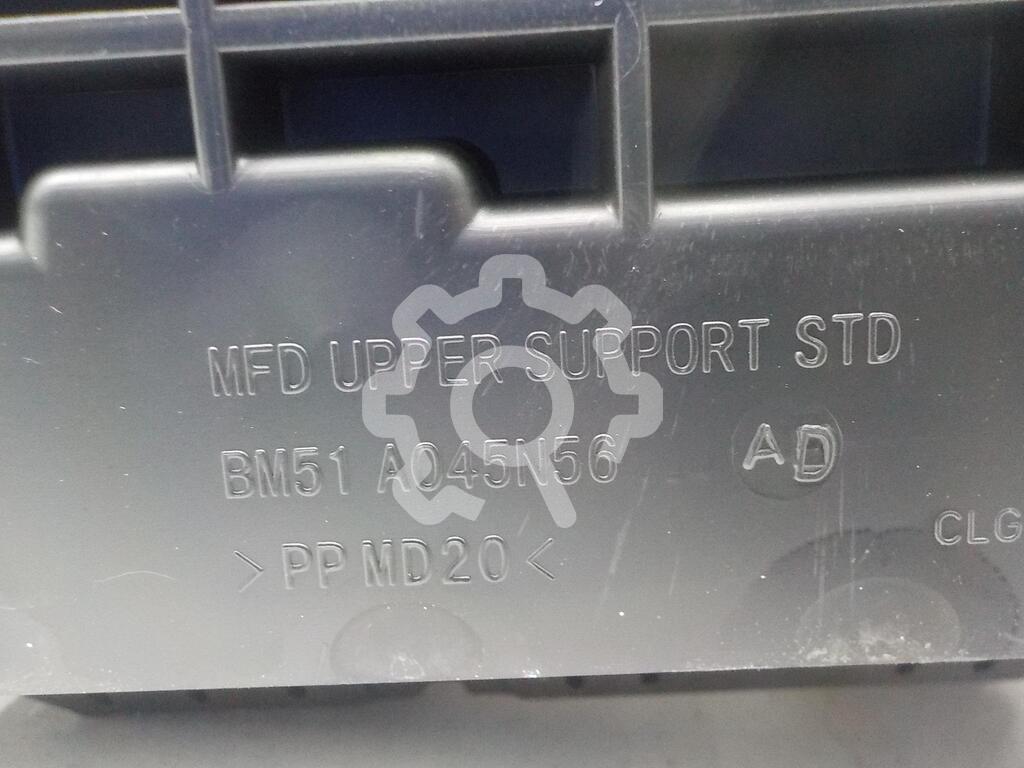 MFD UPPER SUPPORT STD
BM51 A045N56 AD
CLG
>PP MD20<